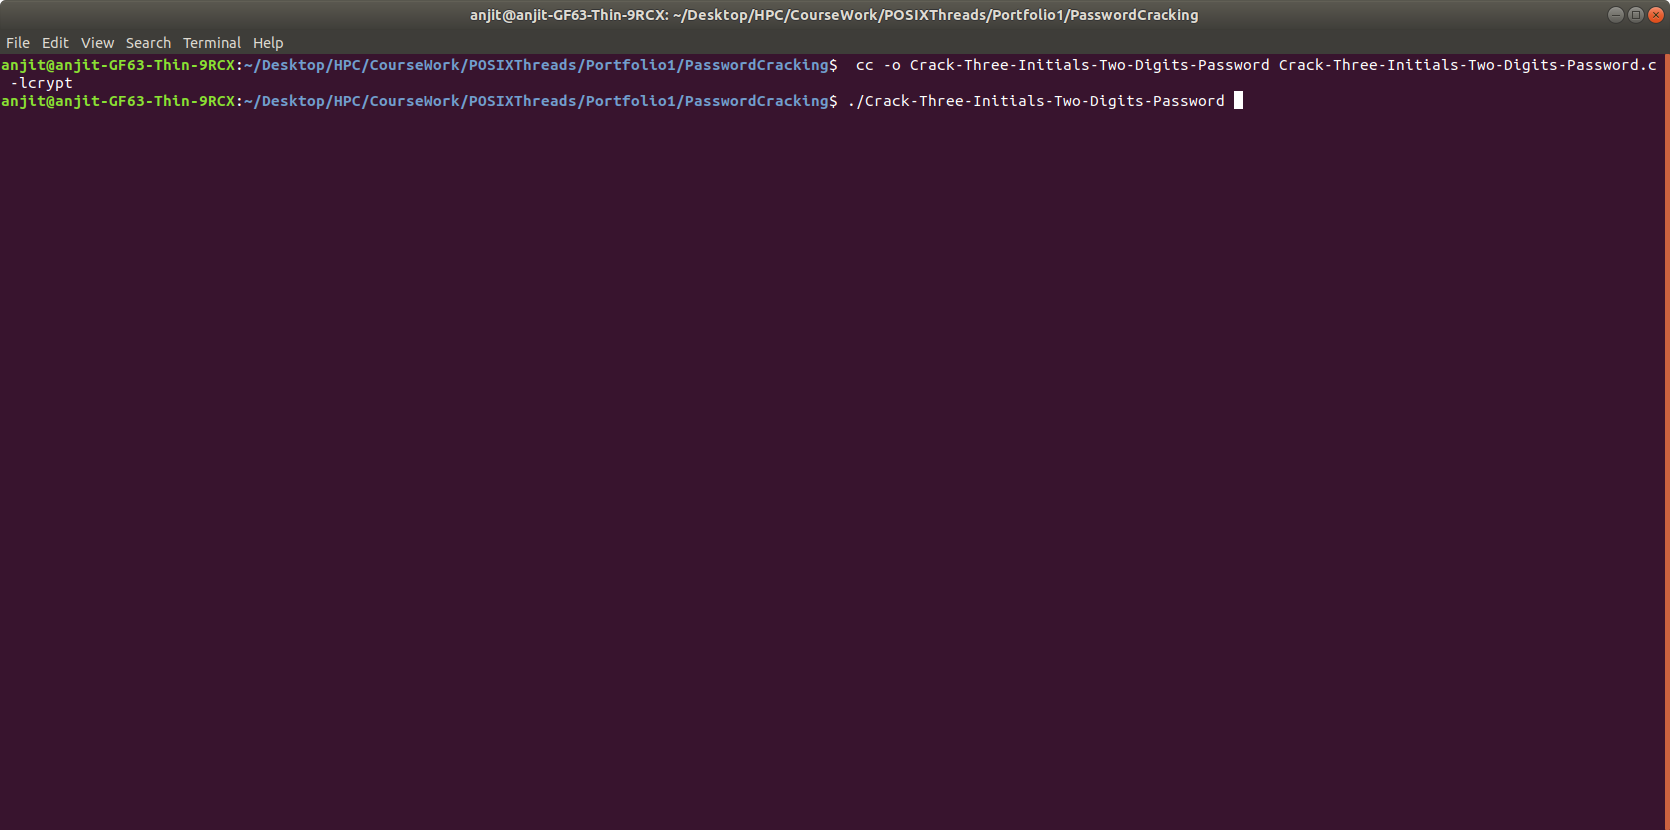 anjit@anjit-GF63-Thin-9RCX: ~/Desktop/HPC/CourseWork/POSIXThreads/Portfolio1/PasswordCracking
File Edit View Search Terminal Help
anjit@anjit-GF63-Thin-9RCX:~/Desktop/HPC/CourseWork/POSIXThreads/Portfolio1/PasswordCracking$  cc -o Crack-Three-Initials-Two-Digits-Password Crack-Three-Initials-Two-Digits-Password.c
 -lcrypt
anjit@anjit-GF63-Thin-9RCX:~/Desktop/HPC/CourseWork/POSIXThreads/Portfolio1/PasswordCracking$ ./Crack-Three-Initials-Two-Digits-Password